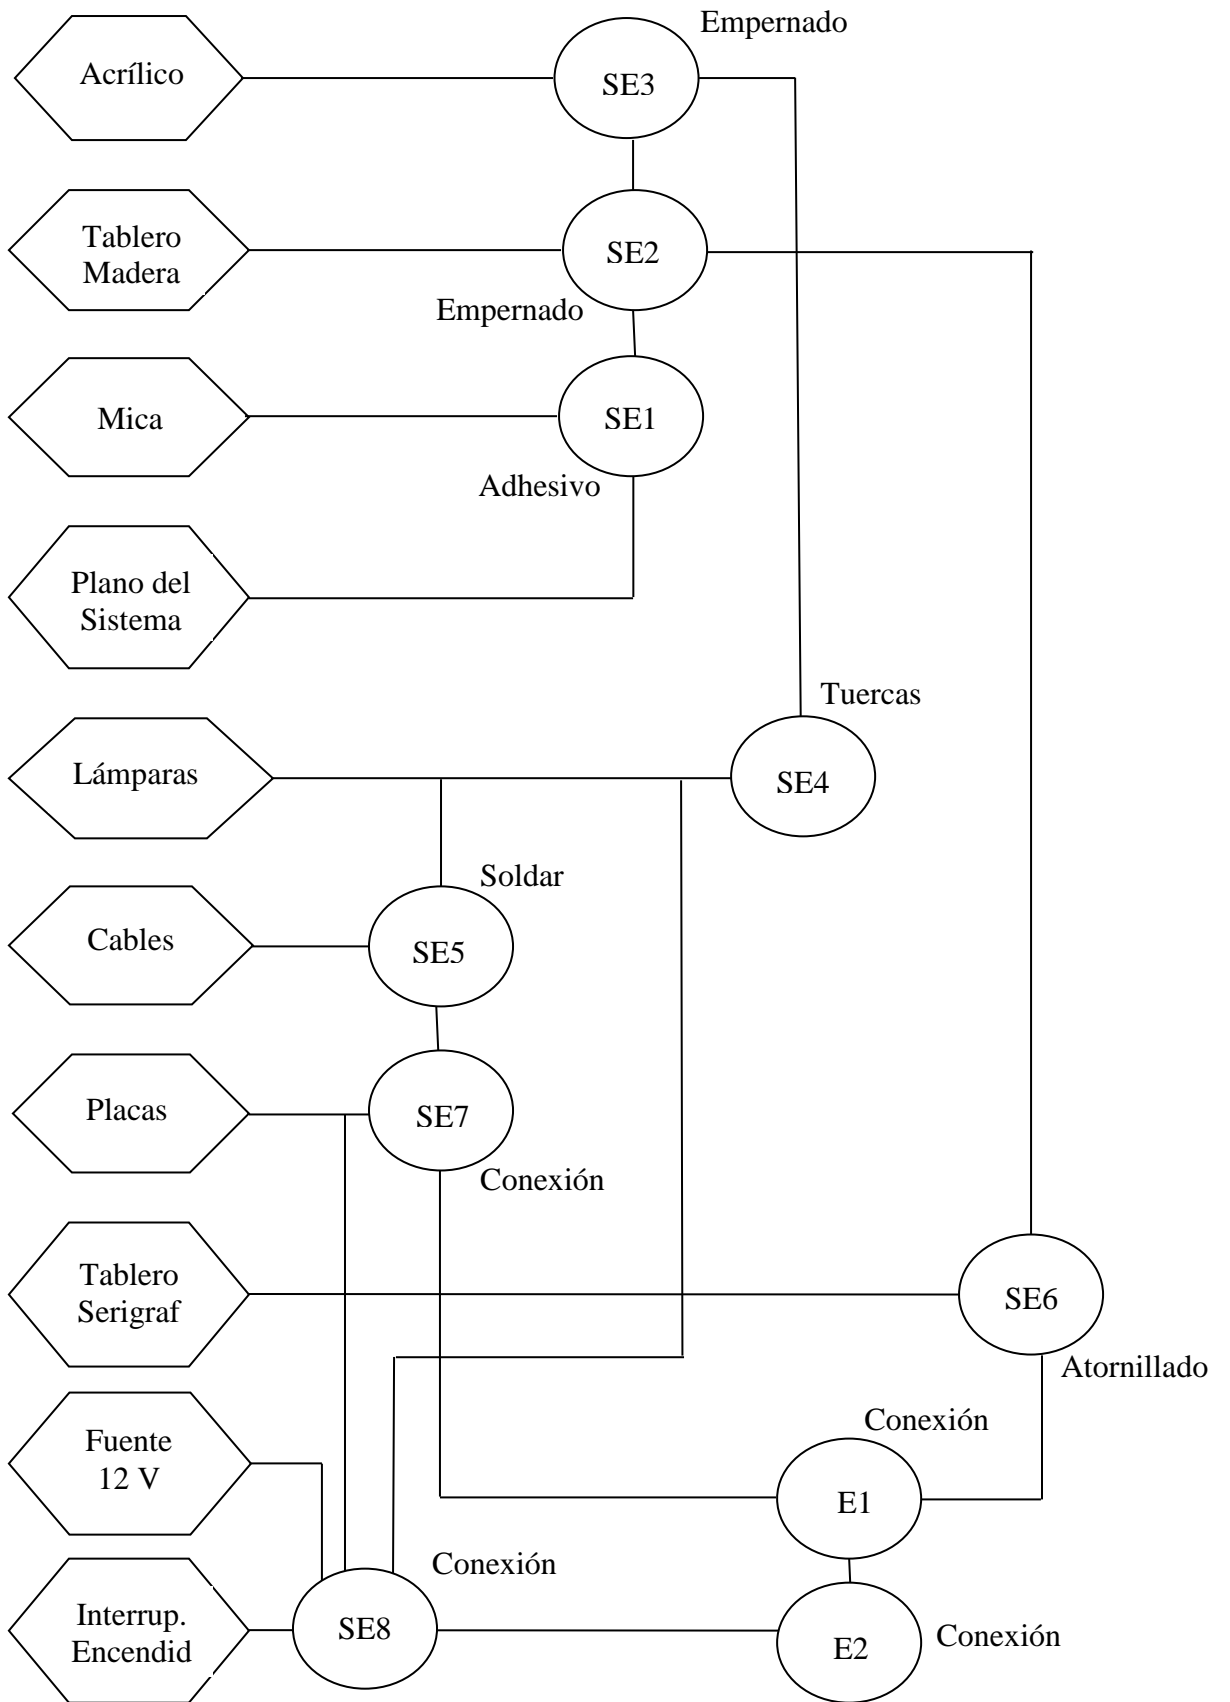 Empernado
Acrílico
SE3
Tablero
Madera
SE2
Empernado
Mica
SE1
Adhesivo
Plano del
Sistema
Tuercas
Lámparas
SE4
Soldar
Cables
SE5
Placas
SE7
Conexión
Tablero
Serigraf
SE6
Atornillado
Conexión
Fuente
12 V
E1
Conexión
Interrup.
Encendid
SE8
E2
Conexión